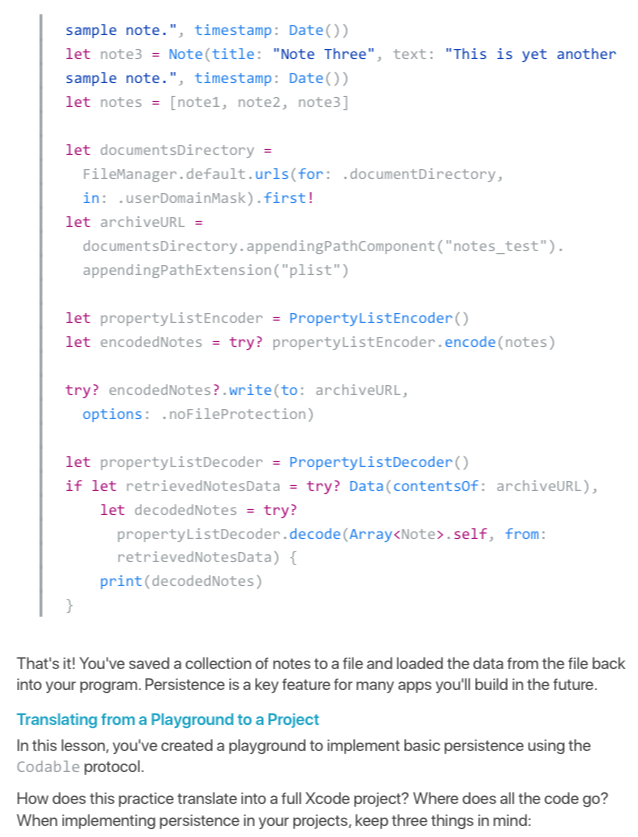 sample note.", timestamp: Date())
let note3 = Note(title: "Note Three", text: "This is yet another
sample note.", timestamp: Date())
let notes = [note1, note2, note3]
let documentsDirectory =
FileManager.default.urls(for: .documentDirectory,
in: .userDomainMask).first!
let archiveURL =
documentsDirectory.appendingPathComponent("notes_test").
appendingPathExtension("plist")
let propertyListEncoder = PropertyListEncoder()
let encodedNotes = try? propertyListEncoder.encode(notes)
try? encodedNotes?.write(to: archiveURL,
options: .noFileProtection)
let propertyListDecoder = PropertyListDecoder()
if let retrievedNotesData = try? Data(contentsOf: archiveURL),
let decodedNotes = try?
propertyListDecoder.decode(Array<Note>.self, from:
retrievedNotesData) {
print(decodedNotes)
}
That's it! You've saved a collection of notes to a file and loaded the data from the file back
into your program. Persistence is a key feature for many apps you'll build in the future.
Translating from a Playground to a Project
In this lesson, you've created a playground to implement basic persistence using the
Codable protocol.
How does this practice translate into a full Xcode project? Where does all the code go?
When implementing persistence in your projects, keep three things in mind: